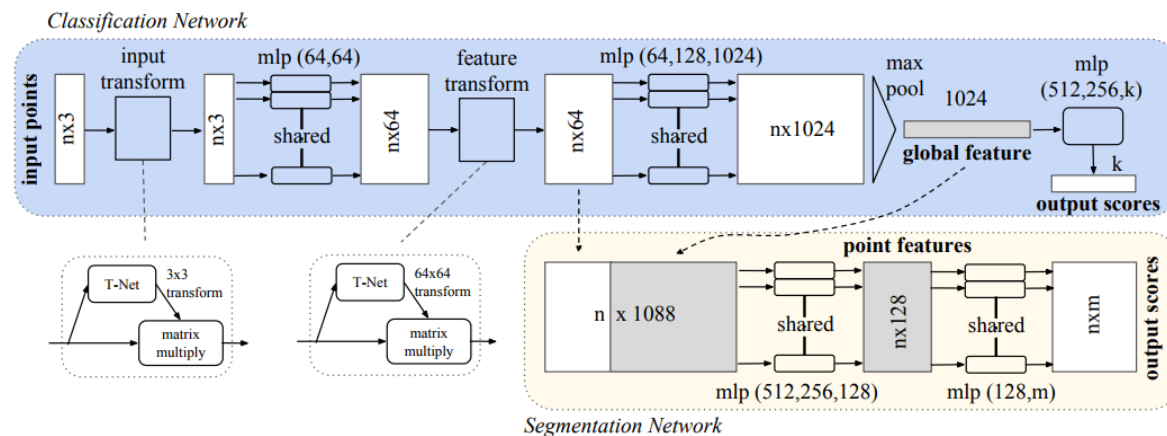 Classification Network
input points
nx3
input
transform
nx3
mlp (64,64)
shared
nx64
feature
transform
nx64
mlp (64,128,1024)
shared
nx1024
max
pool
1024
global feature
mlp
(512,256,k)
k
output scores
T-Net
3x3
transform
matrix
multiply
T-Net
64x64
transform
matrix
multiply
point features
n x 1088
shared
mlp (512,256,128)
nx128
shared
mlp (128,m)
nxm
output scores
Segmentation Network